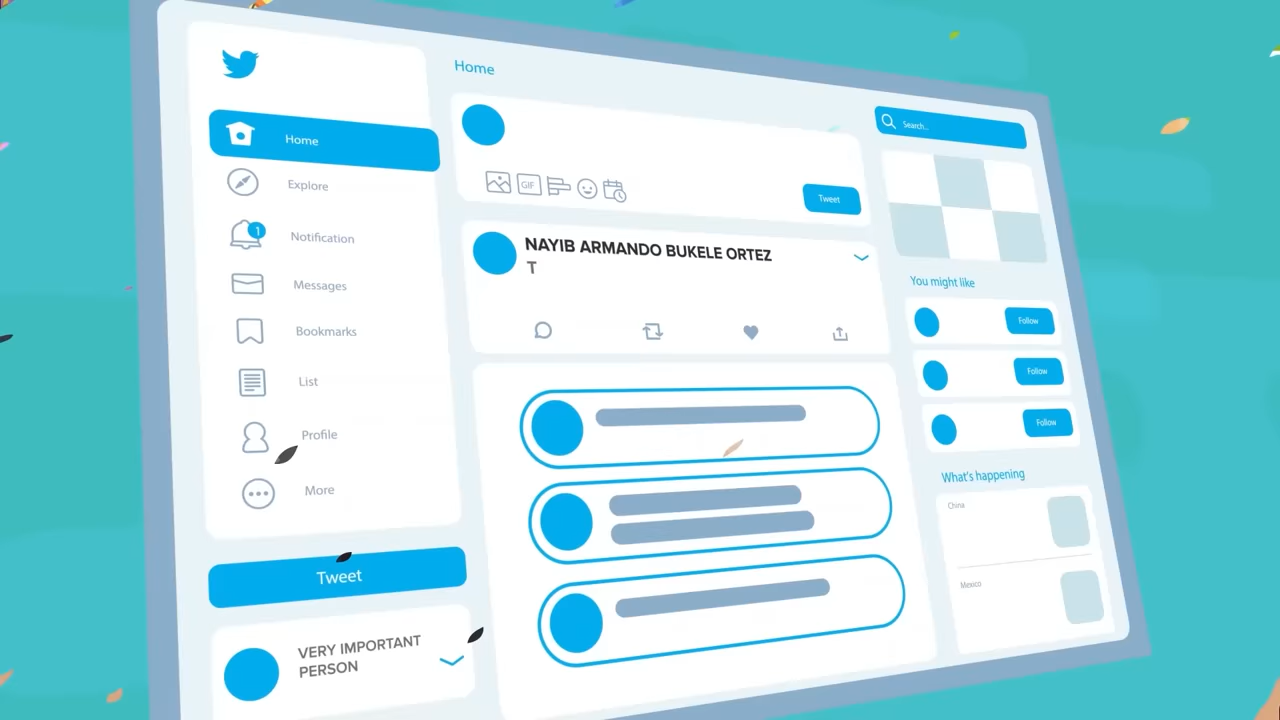 Home
Explore
1
Notification
Messages
Bookmarks
List
Profile
More
Tweet
VERY IMPORTANT
PERSON
Home
GIF
Tweet
NAYIB ARMANDO BUKELE ORTEZ
T
Search...
You might like
Follow
Follow
Follow
What's happening
China
Mexico